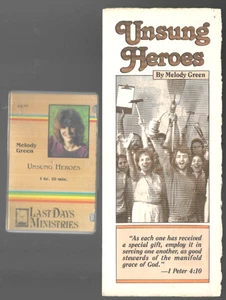 Melody
Green
UNSUNG HEROES
1 hr. 23 min.
LAST DAYS
MINISTRIES
Unsung
Heroes
By Melody Green
"As each one has received
a special gift, employ it in
serving one another, as good
stewards of the manifold
grace of God."
—I Peter 4:10